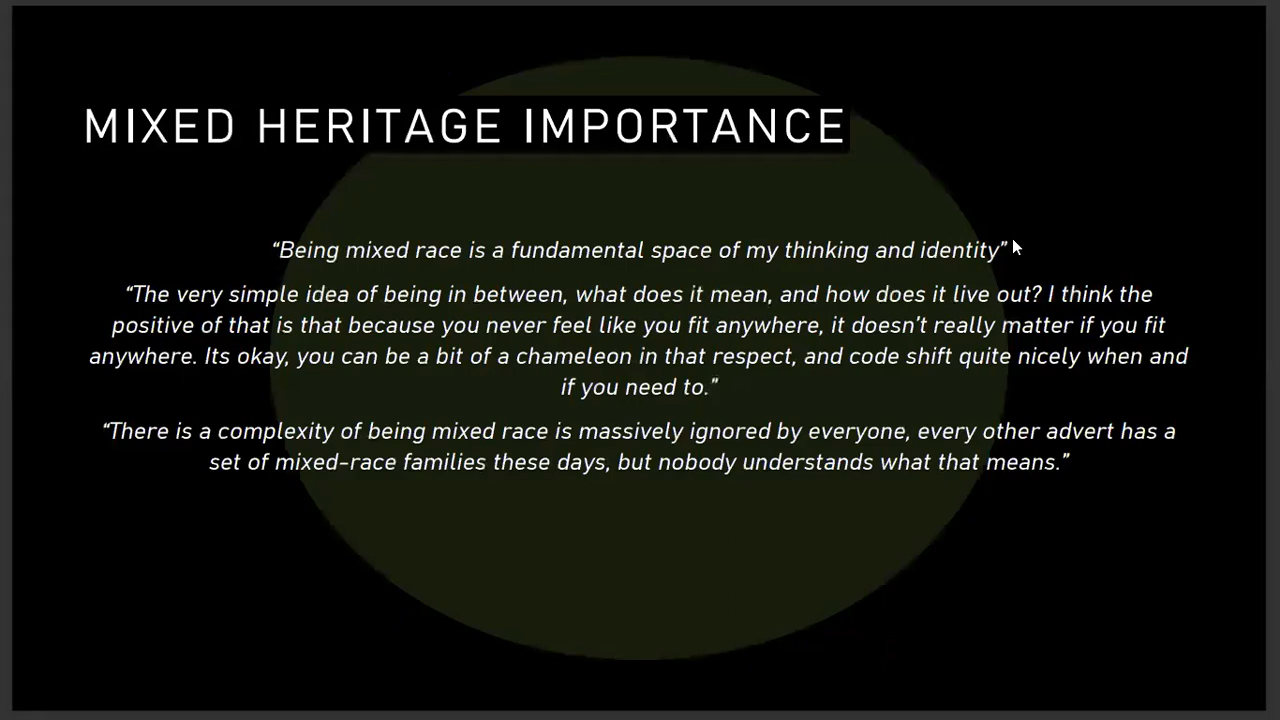 MIXED HERITAGE IMPORTANCE
“Being mixed race is a fundamental space of my thinking and identity”
“The very simple idea of being in between, what does it mean, and how does it live out? I think the
positive of that is that because you never feel like you fit anywhere, it doesn’t really matter if you fit
anywhere. Its okay, you can be a bit of a chameleon in that respect, and code shift quite nicely when and
if you need to.”
“There is a complexity of being mixed race is massively ignored by everyone, every other advert has a
set of mixed-race families these days, but nobody understands what that means.”